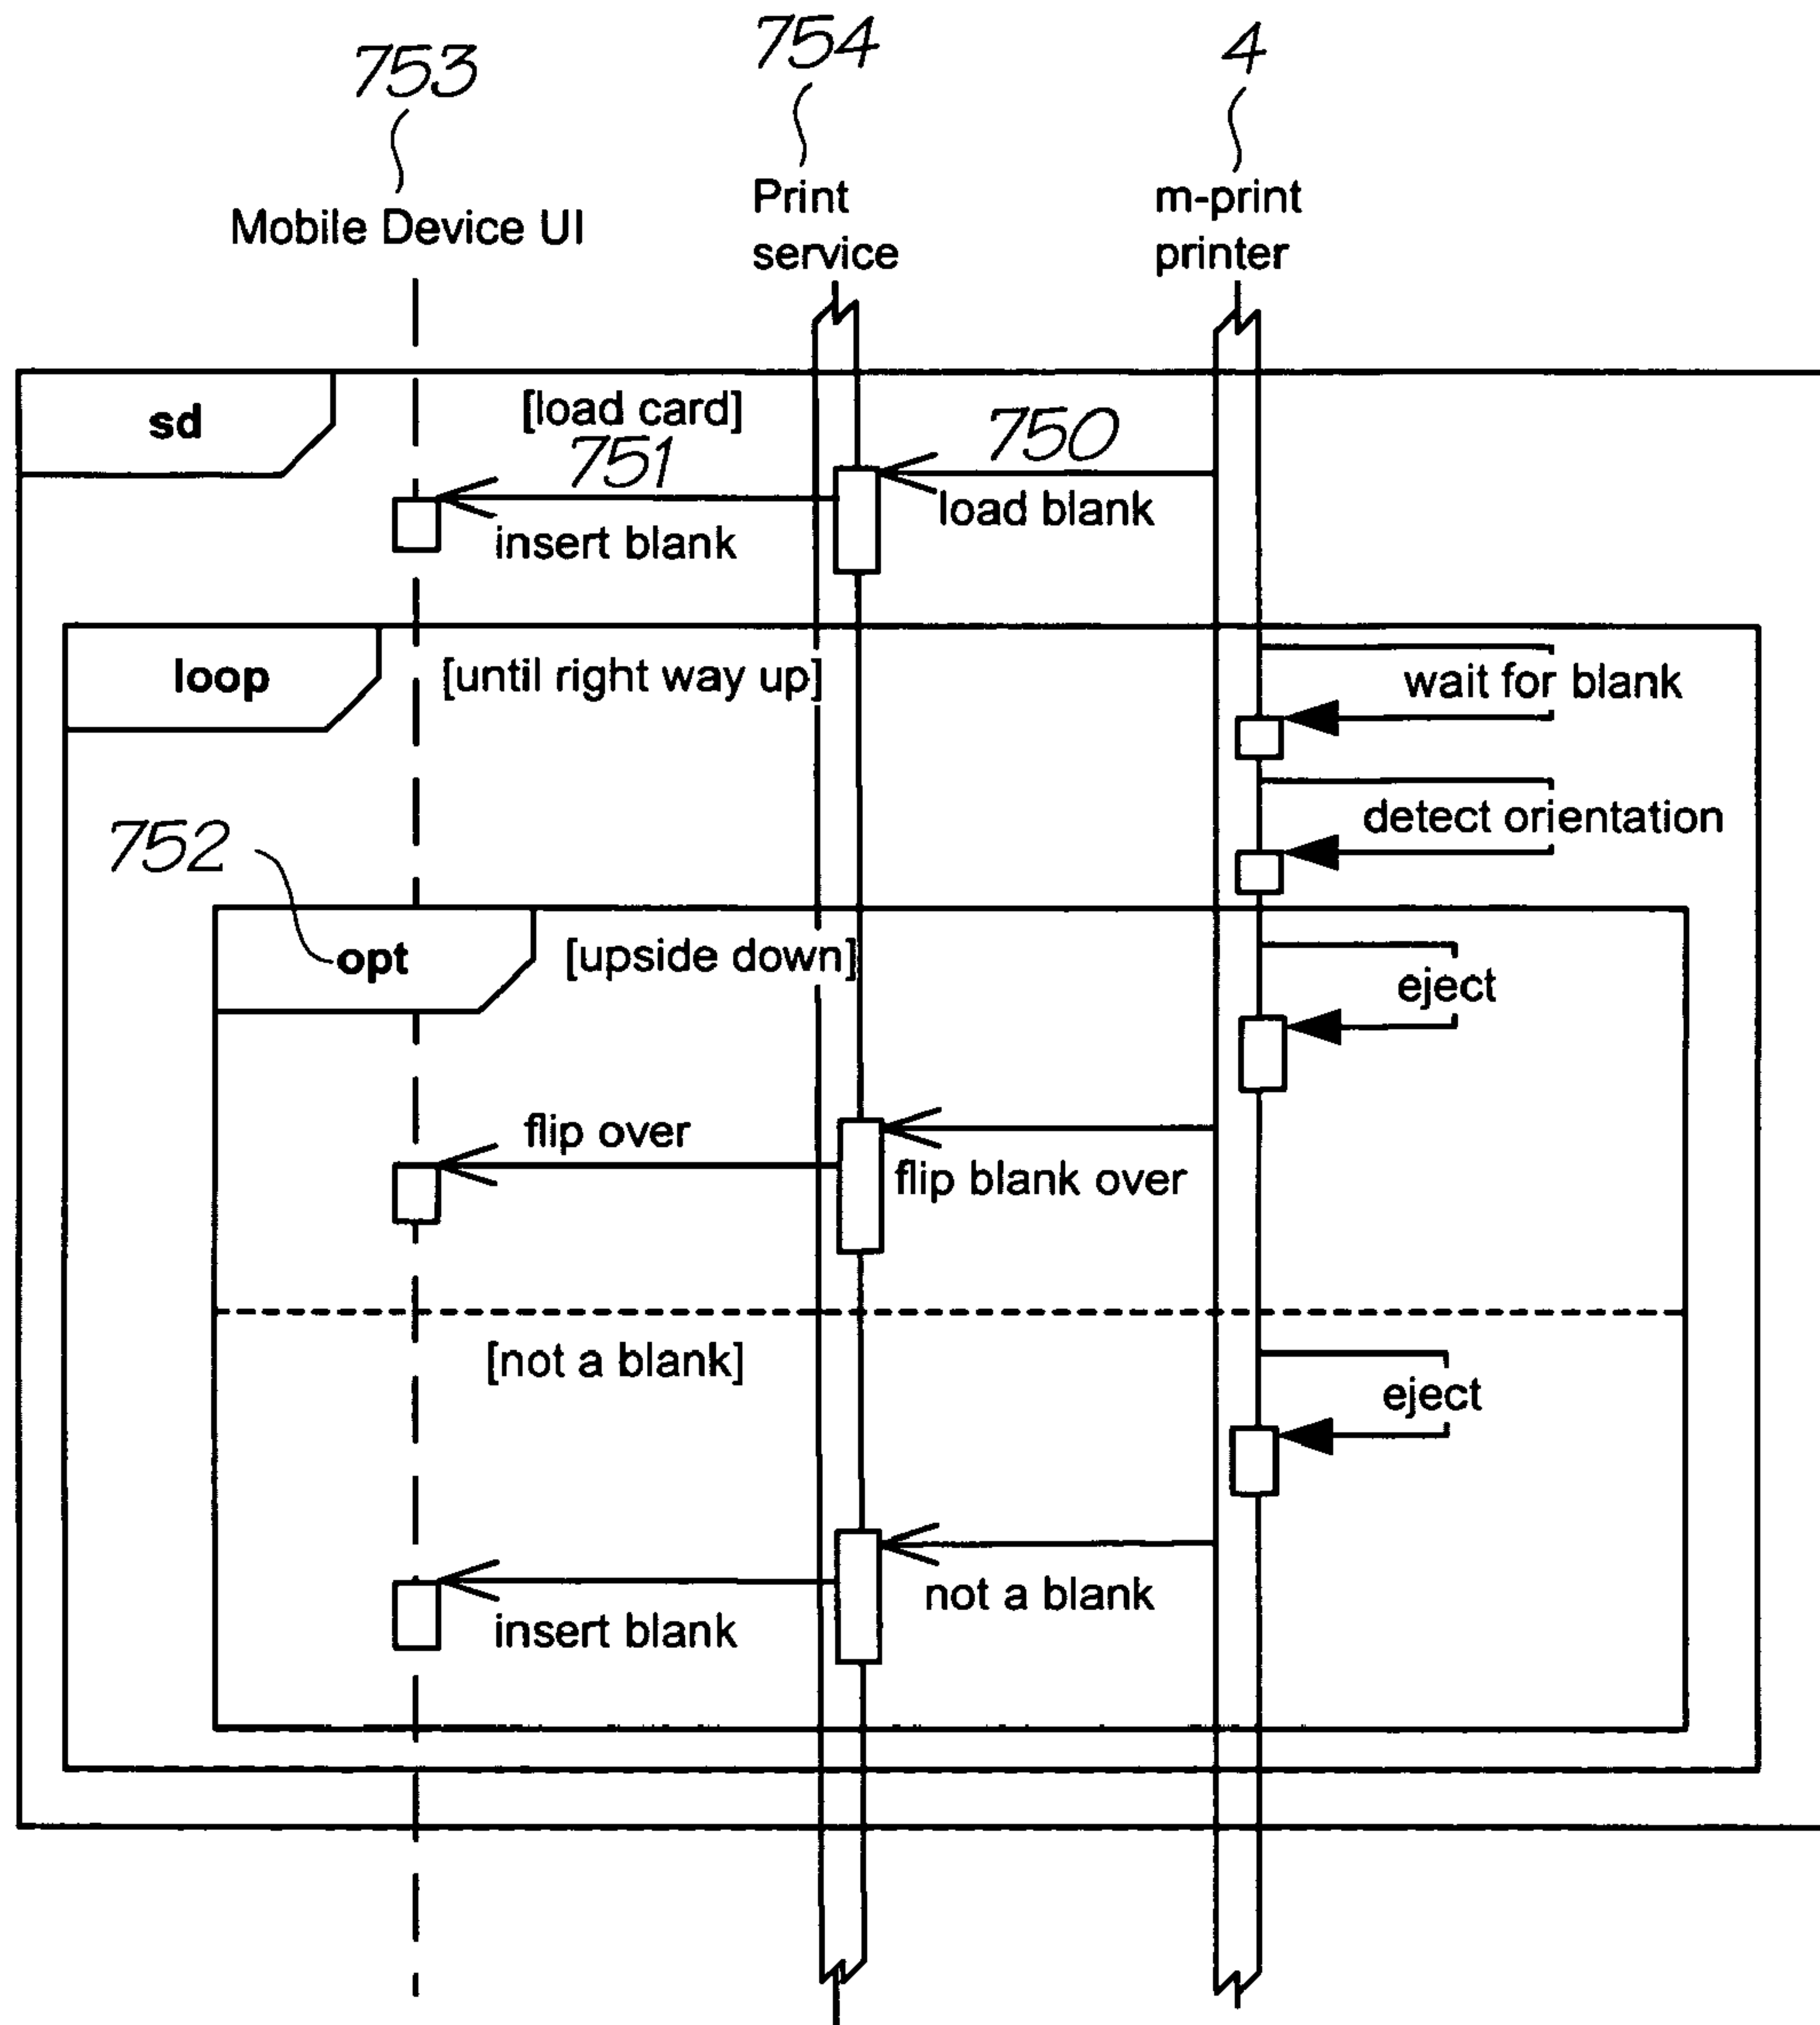 753
754
4
Mobile Device UI
Print
service
m-print
printer
sd
[load card]
751
750
insert blank
load blank
loop
[until right way up]
wait for blank
detect orientation
752
opt
[upside down]
eject
flip over
flip blank over
[not a blank]
eject
not a blank
insert blank